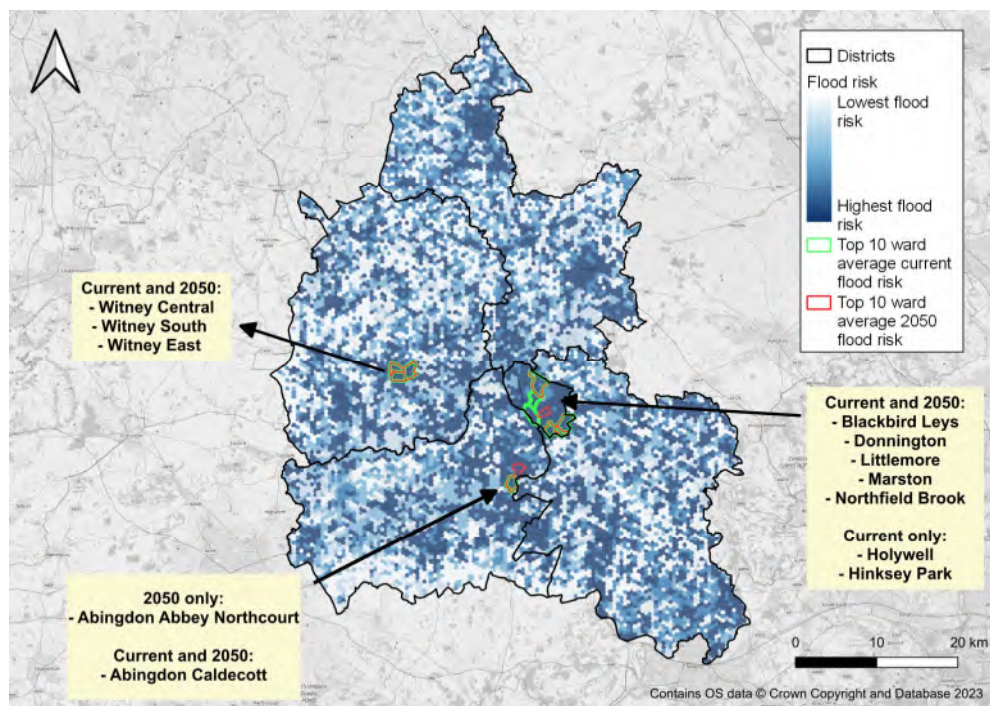 Districts
Flood risk
Lowest flood
risk
Highest flood
risk
Top 10 ward
average current
flood risk
Top 10 ward
average 2050
flood risk
Current and 2050:
- Witney Central
- Witney South
- Witney East
Current and 2050:
- Blackbird Leys
- Donnington
- Littlemore
- Marston
- Northfield Brook
Current only:
- Holywell
- Hinksey Park
2050 only:
- Abingdon Abbey Northcourt
Current and 2050:
- Abingdon Caldecott
0 10 20 km
Contains OS data © Crown Copyright and Database 2023